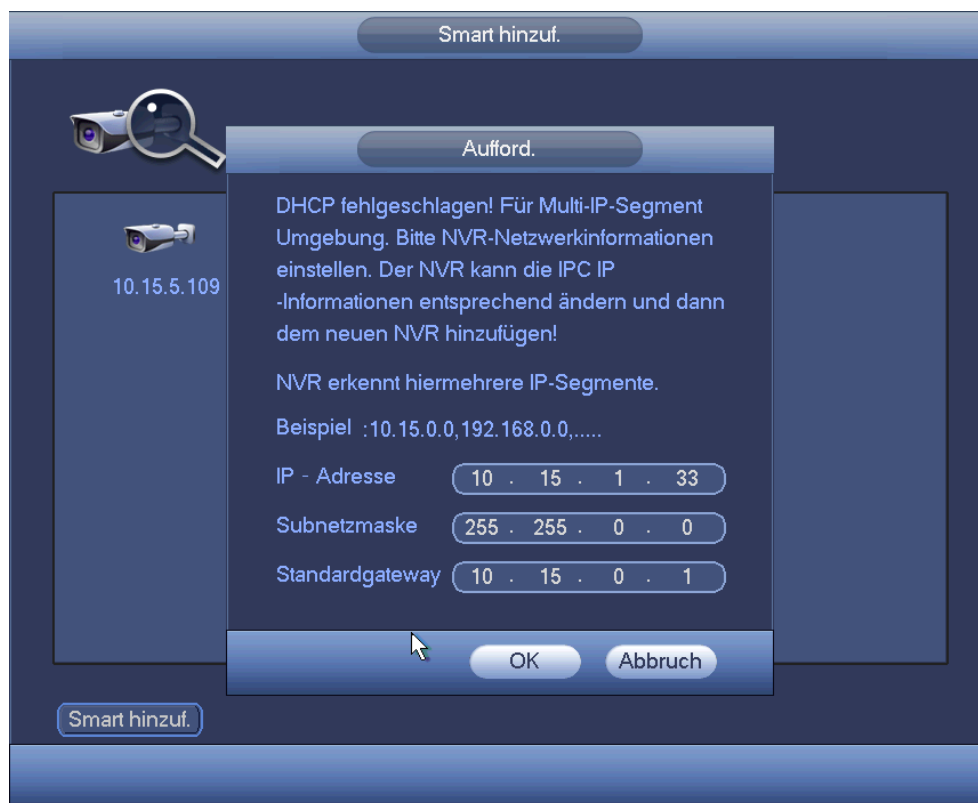 Smart hinzuf.
Aufford.
DHCP fehlgeschlagen! Für Multi-IP-Segment
Umgebung. Bitte NVR-Netzwerkinformationen
einstellen. Der NVR kann die IPC IP
-Informationen entsprechend ändern und dann
dem neuen NVR hinzufügen!
NVR erkennt hiermehrere IP-Segmente.
Beispiel :10.15.0.0,192.168.0.0,.....
IP - Adresse 10 . 15 . 1 . 33
Subnetzmaske 255 . 255 . 0 . 0
Standardgateway 10 . 15 . 0 . 1
OK Abbruch
10.15.5.109
Smart hinzuf.